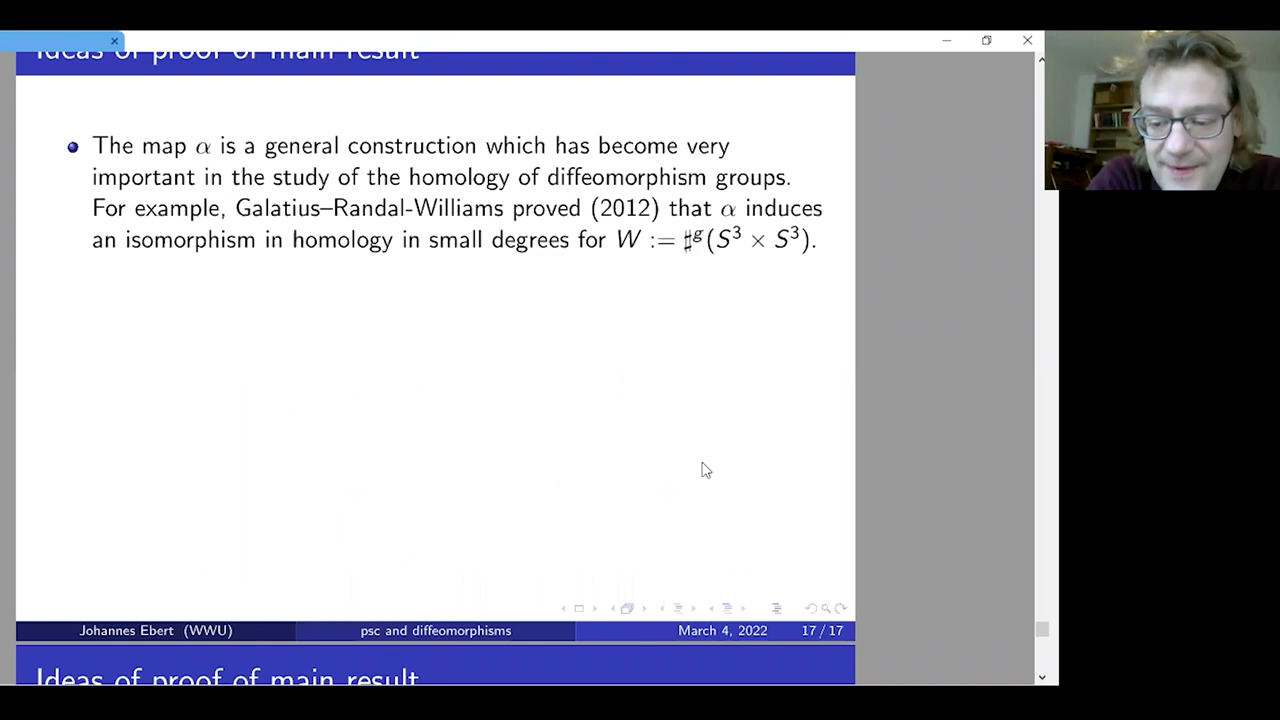 Ideas of proof of main result
The map α is a general construction which has become very
important in the study of the homology of diffeomorphism groups.
For example, Galatius–Randal-Williams proved (2012) that α induces
an isomorphism in homology in small degrees for W := ♯ᵍ(S³ × S³).
Johannes Ebert (WWU) psc and diffeomorphisms March 4, 2022 17 / 17
Ideas of proof of main result